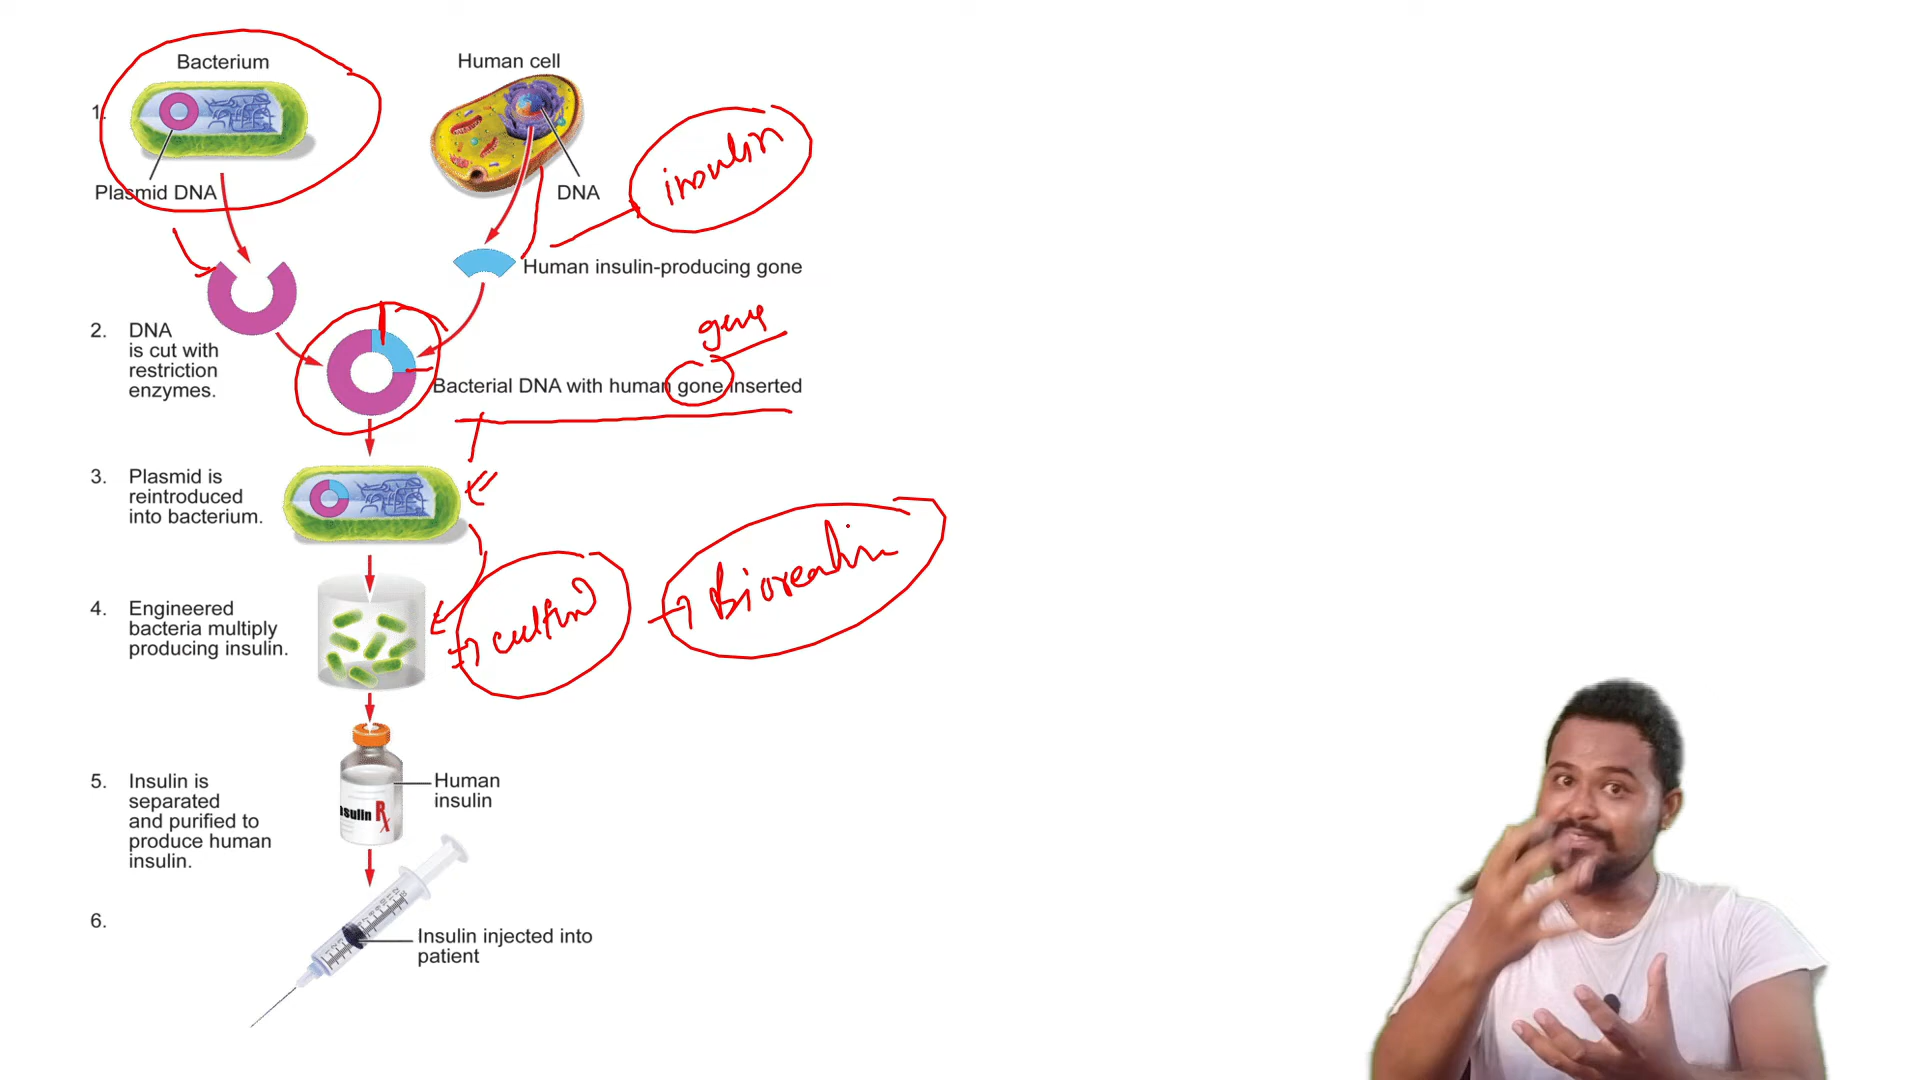 Bacterium
Human cell
1.
Plasmid DNA
DNA
insulin
Human insulin-producing gone
gene
2. DNA
is cut with
restriction
enzymes.
Bacterial DNA with human gone inserted
3. Plasmid is
reintroduced
into bacterium.
4. Engineered
bacteria multiply
producing insulin.
5. Insulin is
separated
and purified to
produce human
insulin.
Human
insulin
nsulin Rx
6.
Insulin injected into
patient